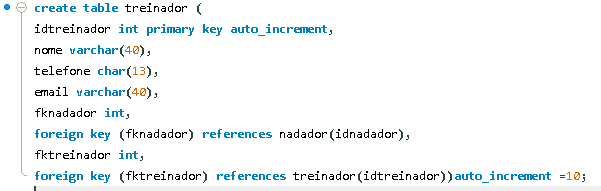 create table treinador (
idtreinador int primary key auto_increment,
nome varchar(40),
telefone char(13),
email varchar(40),
fknadador int,
foreign key (fknadador) references nadador(idnadador),
fktreinador int,
foreign key (fktreinador) references treinador(idtreinador))auto_increment =10;